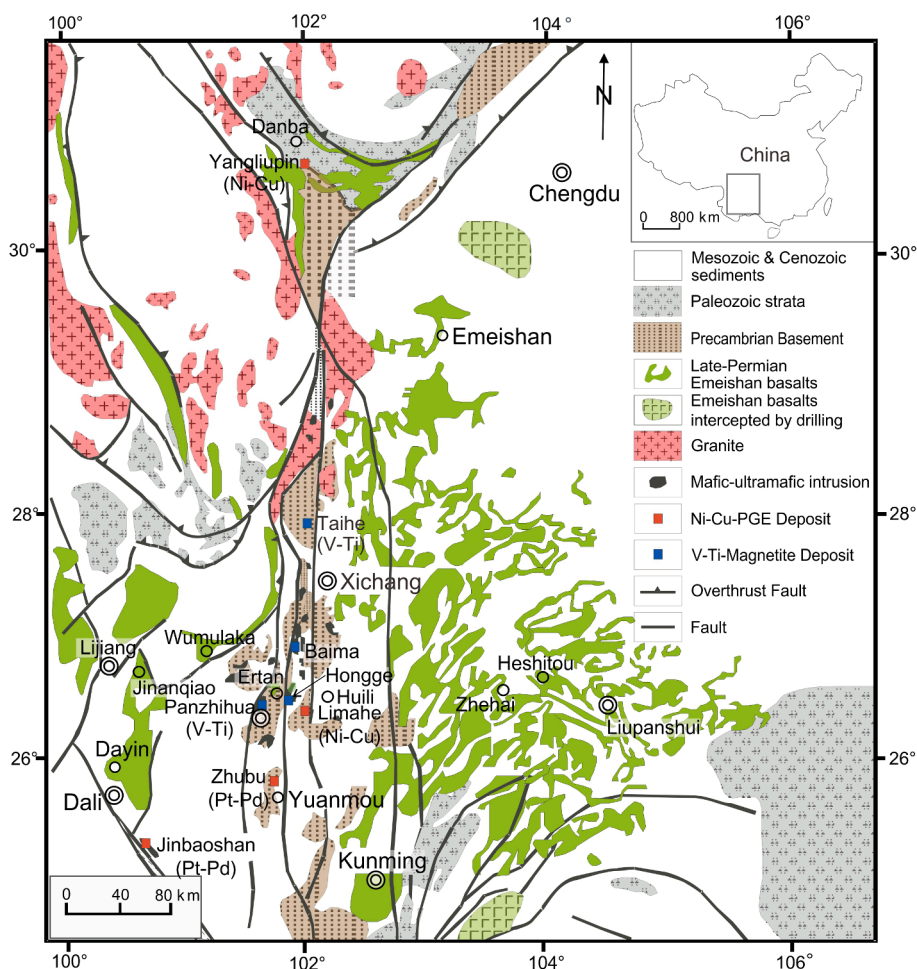 100°
102°
104°
106°
N
China
0 800 km
Danba
Yangliupin
(Ni-Cu)
Chengdu
30°
30°
Mesozoic & Cenozoic
sediments
Paleozoic strata
Precambrian Basement
Late-Permian
Emeishan basalts
Emeishan basalts
intercepted by drilling
Granite
Mafic-ultramafic intrusion
Ni-Cu-PGE Deposit
V-Ti-Magnetite Deposit
Overthrust Fault
Fault
Emeishan
28°
28°
Taihe
(V-Ti)
Xichang
Wumulaka
Lijiang
Baima
Jinanqiao
Ertan
Hongge
Panzhihua
(V-Ti)
Huili
Limahe
(Ni-Cu)
Heshitou
Zhehai
Liupanshui
26°
26°
Dayin
Dali
Zhubu
(Pt-Pd)
Yuanmou
Jinbaoshan
(Pt-Pd)
Kunming
0 40 80 km
100°
102°
104°
106°